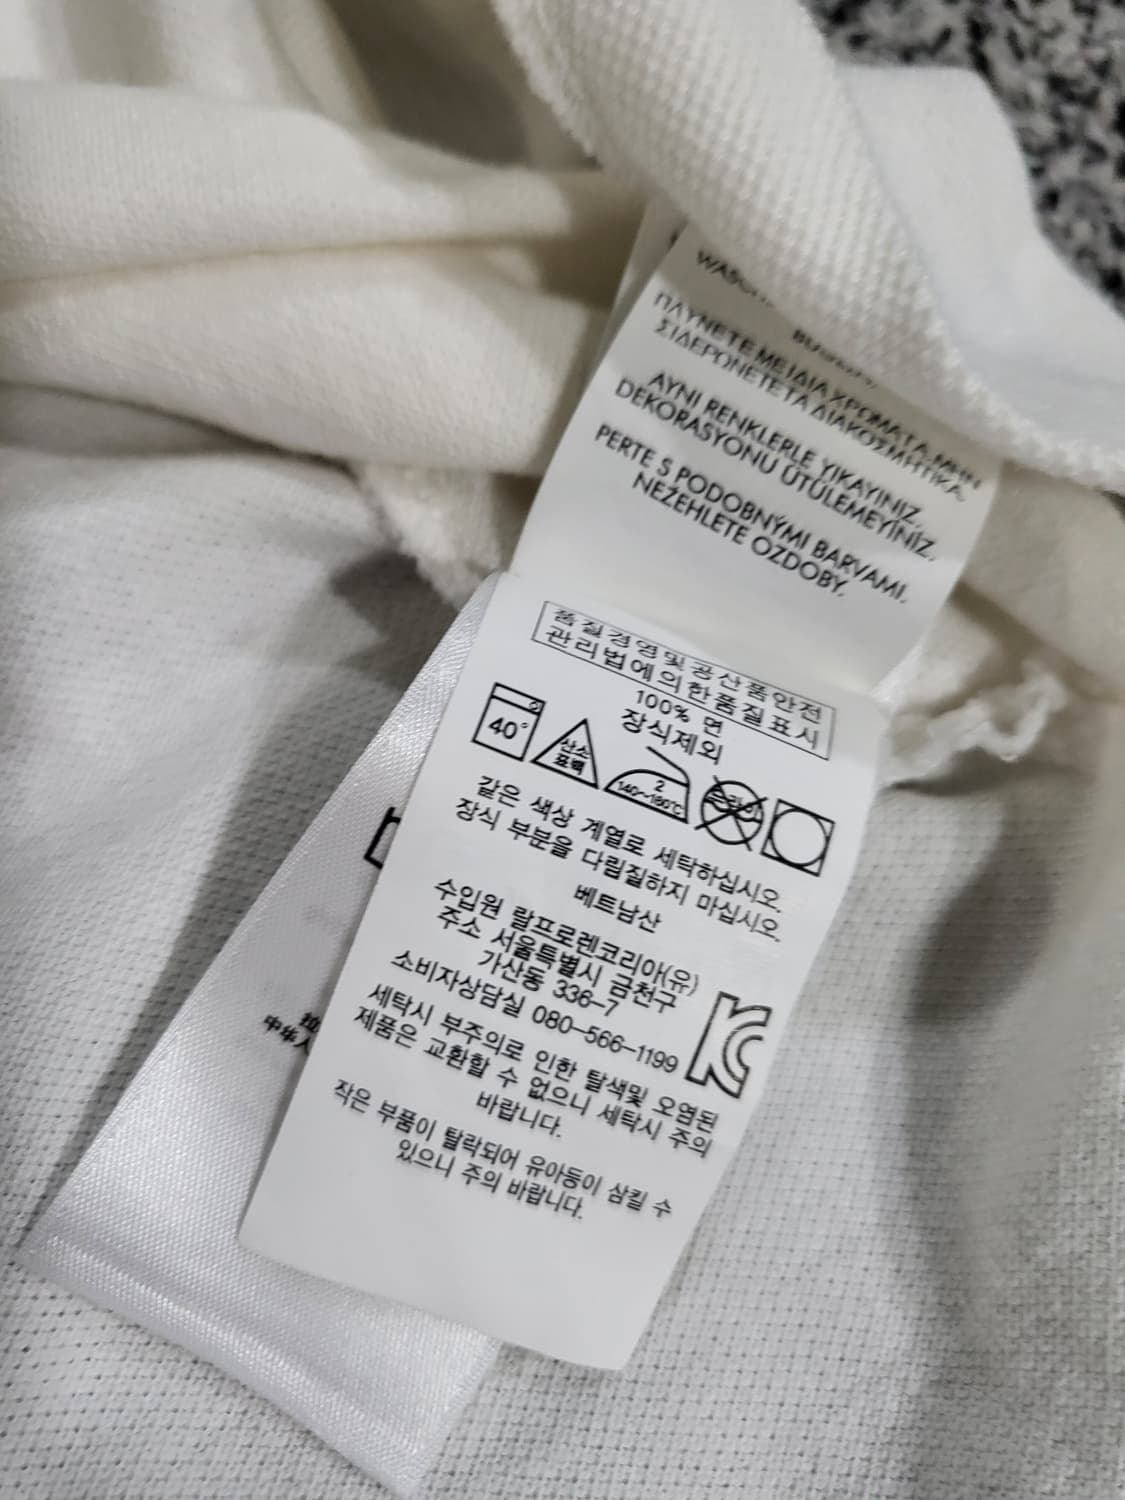 ΠΛΥΝΕΤΕ ΜΕ ΙΔΙΑ ΧΡΩΜΑΤΑ. ΜΗΝ
ΣΙΔΕΡΩΝΕΤΕ ΤΑ ΔΙΑΚΟΣΜΗΤΙΚΑ.
AYNI RENKLERLE YIKAYINIZ.
DEKORASYONU ÜTÜLEMEYİNİZ.
PERTE S PODOBNÝMI BARVAMI.
NEZEHLETE OZDOBY.
품질경영및공산품안전
관리법에의한품질표시
100% 면
장식제외
40°
산소
표백
2
140~160℃
드라이
같은 색상 계열로 세탁하십시오.
장식 부분을 다림질하지 마십시오.
베트남산
수입원 랄프로렌코리아(유)
주소 서울특별시 금천구
가산동 336-7
소비자상담실 080-566-1199
세탁시 부주의로 인한 탈색및 오염된
제품은 교환할 수 없으니 세탁시 주의
바랍니다.
작은 부품이 탈락되어 유아등이 삼킬 수
있으니 주의 바랍니다.
中华人